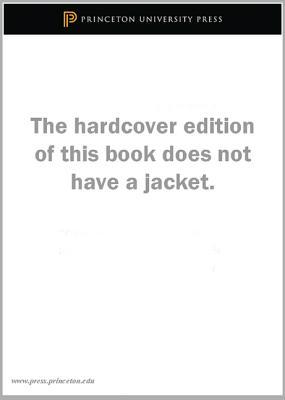 PRINCETON UNIVERSITY PRESS
The hardcover edition
of this book does not
have a jacket.
www.press.princeton.edu